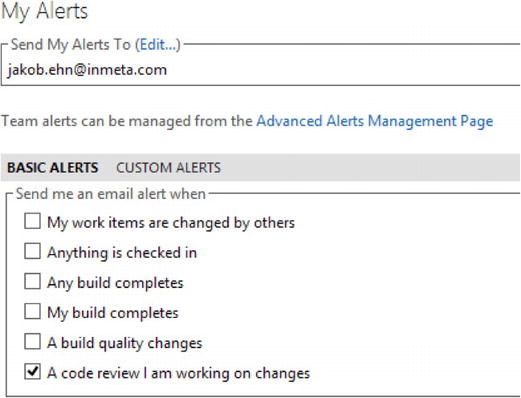 My Alerts
Send My Alerts To (Edit...)
jakob.ehn@inmeta.com
Team alerts can be managed from the Advanced Alerts Management Page
BASIC ALERTS CUSTOM ALERTS
Send me an email alert when
My work items are changed by others
Anything is checked in
Any build completes
My build completes
A build quality changes
A code review I am working on changes